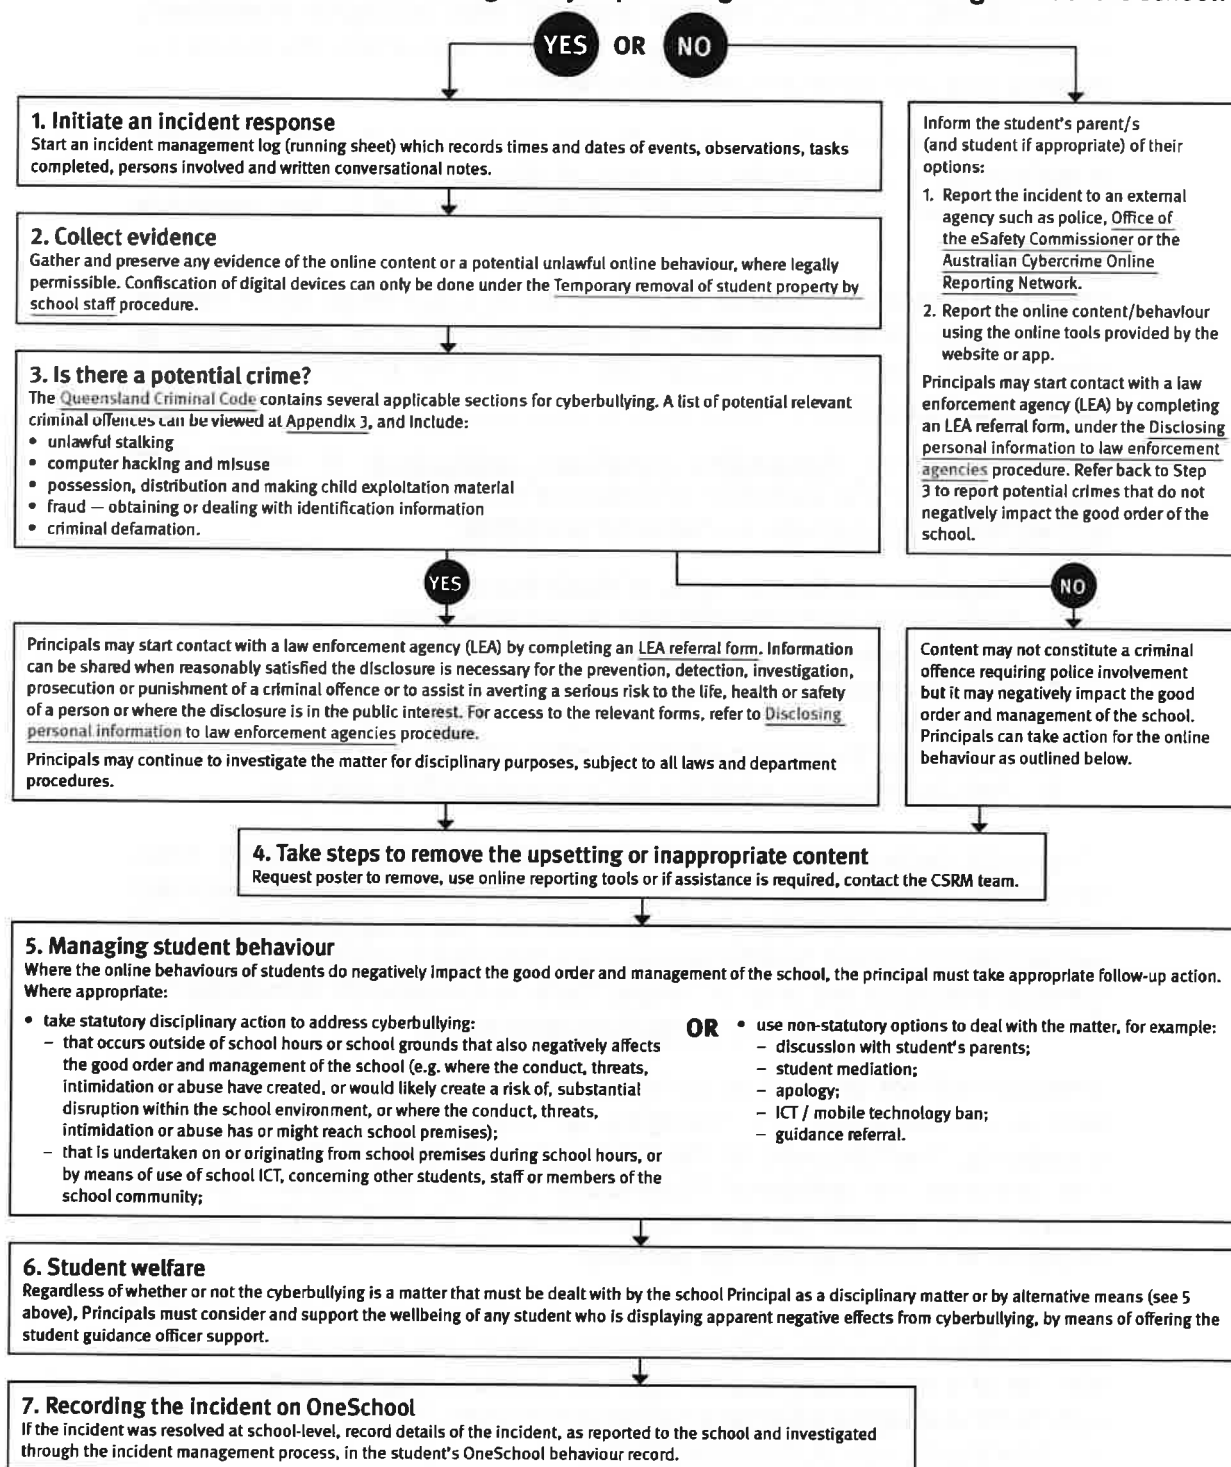 YES OR NO
1. Initiate an incident response
Start an incident management log (running sheet) which records times and dates of events, observations, tasks
completed, persons involved and written conversational notes.
2. Collect evidence
Gather and preserve any evidence of the online content or a potential unlawful online behaviour, where legally
permissible. Confiscation of digital devices can only be done under the Temporary removal of student property by
school staff procedure.
3. Is there a potential crime?
The Queensland Criminal Code contains several applicable sections for cyberbullying. A list of potential relevant
criminal offences can be viewed at Appendix 3, and include:
• unlawful stalking
• computer hacking and misuse
• possession, distribution and making child exploitation material
• fraud — obtaining or dealing with identification information
• criminal defamation.
Inform the student's parent/s
(and student if appropriate) of their
options:
1. Report the incident to an external
agency such as police, Office of
the eSafety Commissioner or the
Australian Cybercrime Online
Reporting Network.
2. Report the online content/behaviour
using the online tools provided by the
website or app.
Principals may start contact with a law
enforcement agency (LEA) by completing
an LEA referral form, under the Disclosing
personal information to law enforcement
agencies procedure. Refer back to Step
3 to report potential crimes that do not
negatively impact the good order of the
school.
YES
NO
Principals may start contact with a law enforcement agency (LEA) by completing an LEA referral form. Information
can be shared when reasonably satisfied the disclosure is necessary for the prevention, detection, investigation,
prosecution or punishment of a criminal offence or to assist in averting a serious risk to the life, health or safety
of a person or where the disclosure is in the public interest. For access to the relevant forms, refer to Disclosing
personal information to law enforcement agencies procedure.
Principals may continue to investigate the matter for disciplinary purposes, subject to all laws and department
procedures.
Content may not constitute a criminal
offence requiring police involvement
but it may negatively impact the good
order and management of the school.
Principals can take action for the online
behaviour as outlined below.
4. Take steps to remove the upsetting or inappropriate content
Request poster to remove, use online reporting tools or if assistance is required, contact the CSRM team.
5. Managing student behaviour
Where the online behaviours of students do negatively impact the good order and management of the school, the principal must take appropriate follow-up action.
Where appropriate:
• take statutory disciplinary action to address cyberbullying:
– that occurs outside of school hours or school grounds that also negatively affects
the good order and management of the school (e.g. where the conduct, threats,
intimidation or abuse have created, or would likely create a risk of, substantial
disruption within the school environment, or where the conduct, threats,
intimidation or abuse has or might reach school premises);
– that is undertaken on or originating from school premises during school hours, or
by means of use of school ICT, concerning other students, staff or members of the
school community;
OR
• use non-statutory options to deal with the matter, for example:
– discussion with student's parents;
– student mediation;
– apology;
– ICT / mobile technology ban;
– guidance referral.
6. Student welfare
Regardless of whether or not the cyberbullying is a matter that must be dealt with by the school Principal as a disciplinary matter or by alternative means (see 5
above), Principals must consider and support the wellbeing of any student who is displaying apparent negative effects from cyberbullying, by means of offering the
student guidance officer support.
7. Recording the incident on OneSchool
If the incident was resolved at school-level, record details of the incident, as reported to the school and investigated
through the incident management process, in the student's OneSchool behaviour record.